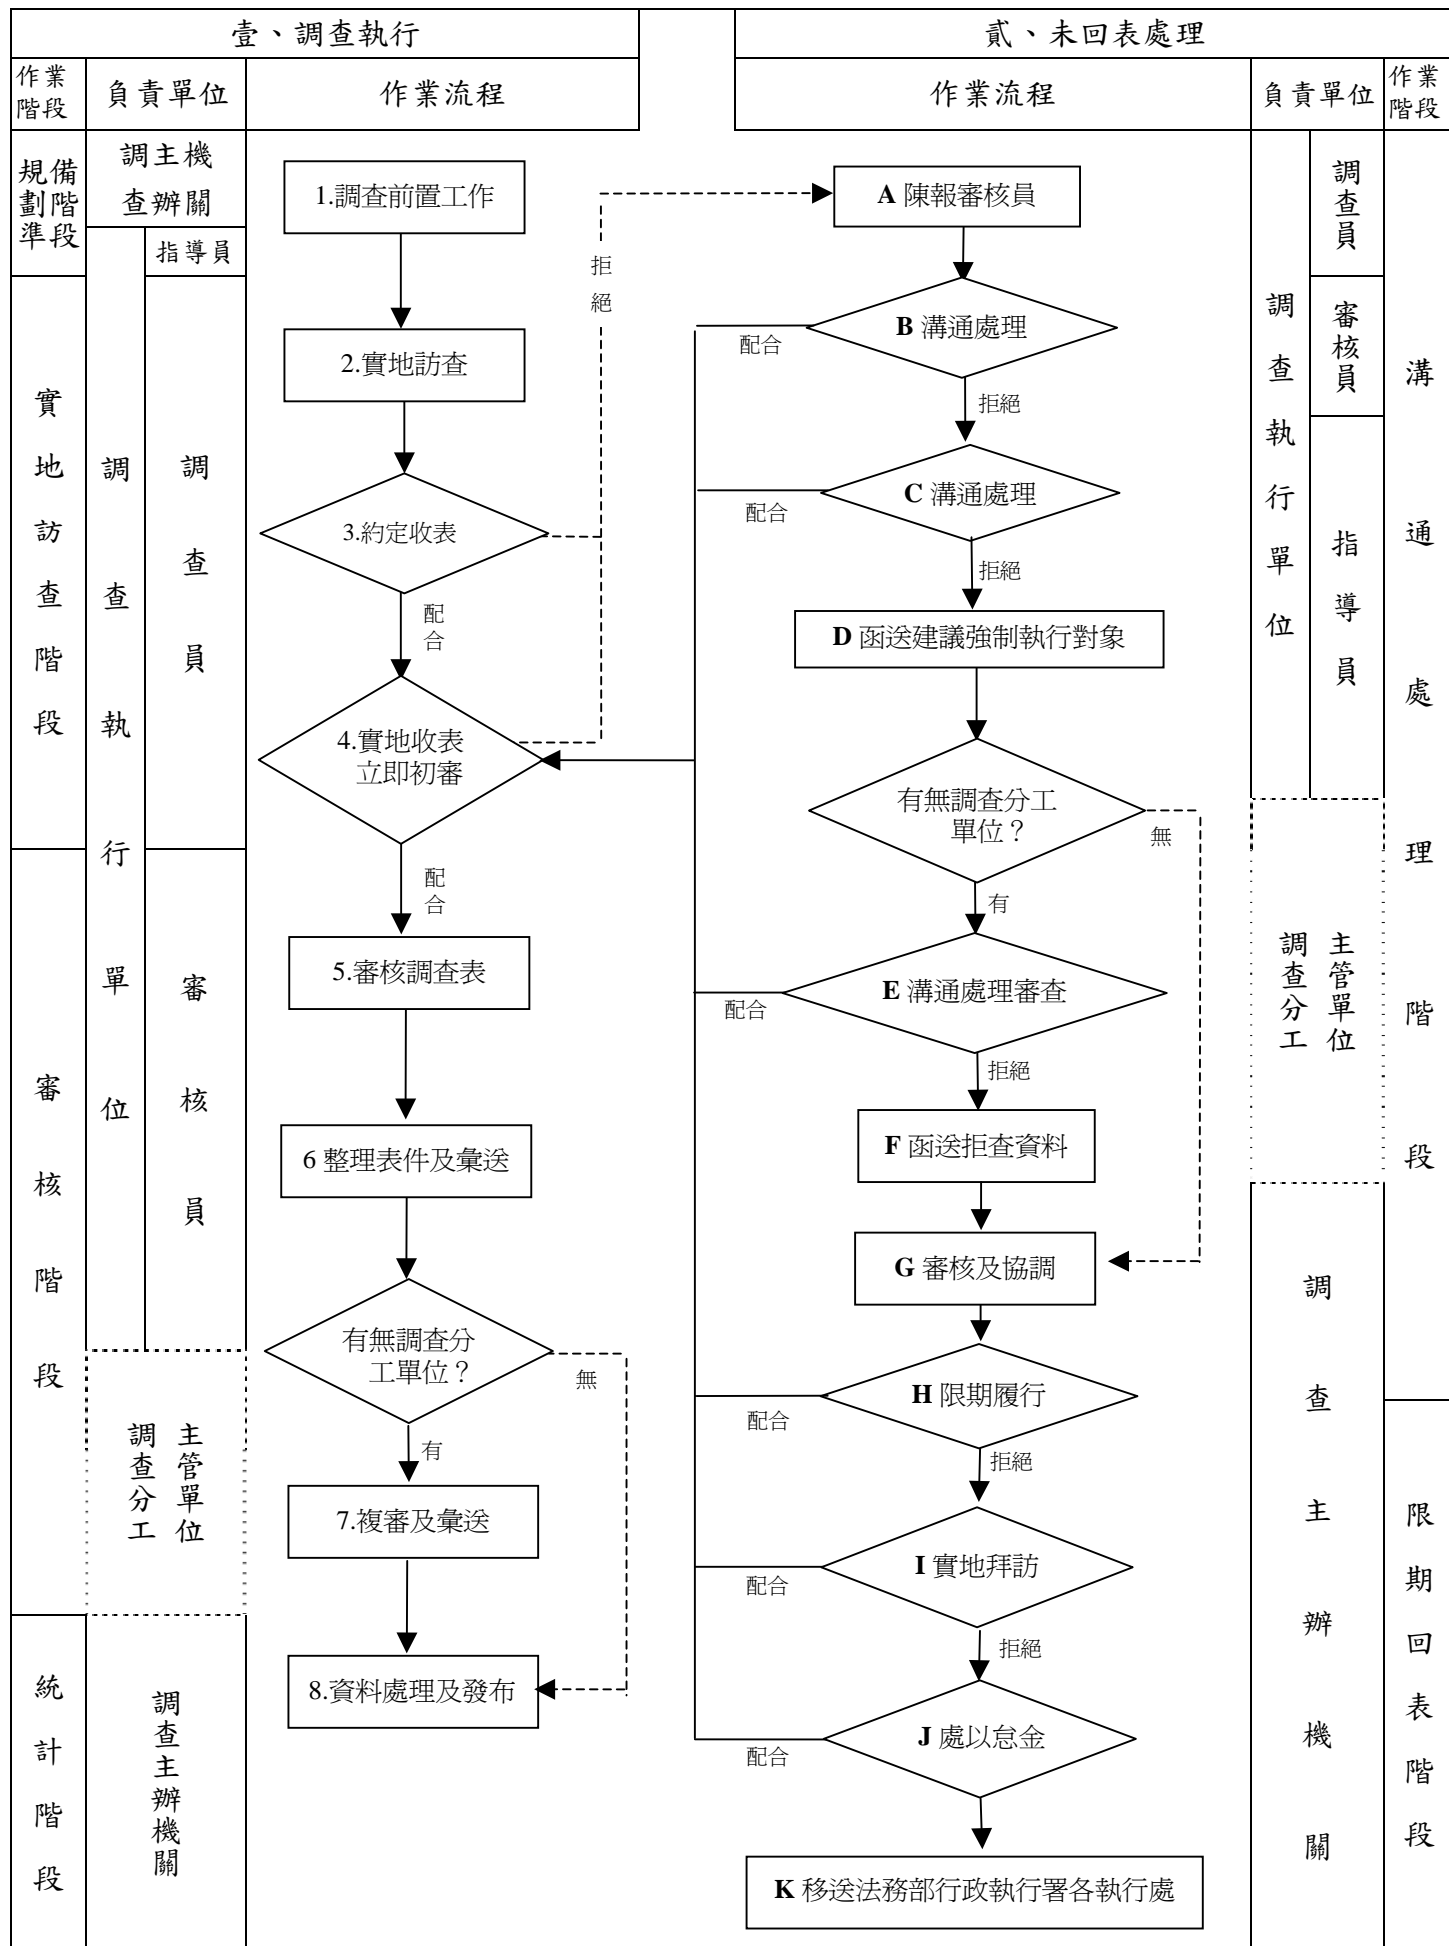 壹、調查執行
作業階段
負責單位
作業流程
規劃準備階段
調查主辦機關
指導員
實地訪查階段
調查執行單位
調查員
審核階段
審核員
調查分工
主管單位
統計階段
調查主辦機關
1.調查前置工作
2.實地訪查
3.約定收表
拒絕
配合
4.實地收表
立即初審
配合
5.審核調查表
6 整理表件及彙送
有無調查分
工單位？
無
有
7.複審及彙送
8.資料處理及發布
貳、未回表處理
作業流程
負責單位
作業階段
A 陳報審核員
B 溝通處理
配合
拒絕
C 溝通處理
配合
拒絕
D 函送建議強制執行對象
有無調查分工
單位？
無
有
E 溝通處理審查
配合
拒絕
F 函送拒查資料
G 審核及協調
H 限期履行
配合
拒絕
I 實地拜訪
配合
拒絕
J 處以怠金
配合
K 移送法務部行政執行署各執行處
調查執行單位
調查員
審核員
指導員
調查分工
主管單位
調查主辦機關
溝通處理階段
限期回表階段